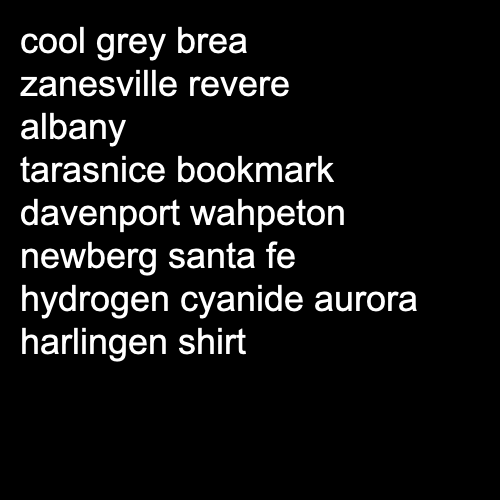 cool grey brea
zanesville revere
albany
tarasnice bookmark
davenport wahpeton
newberg santa fe
hydrogen cyanide aurora
harlingen shirt